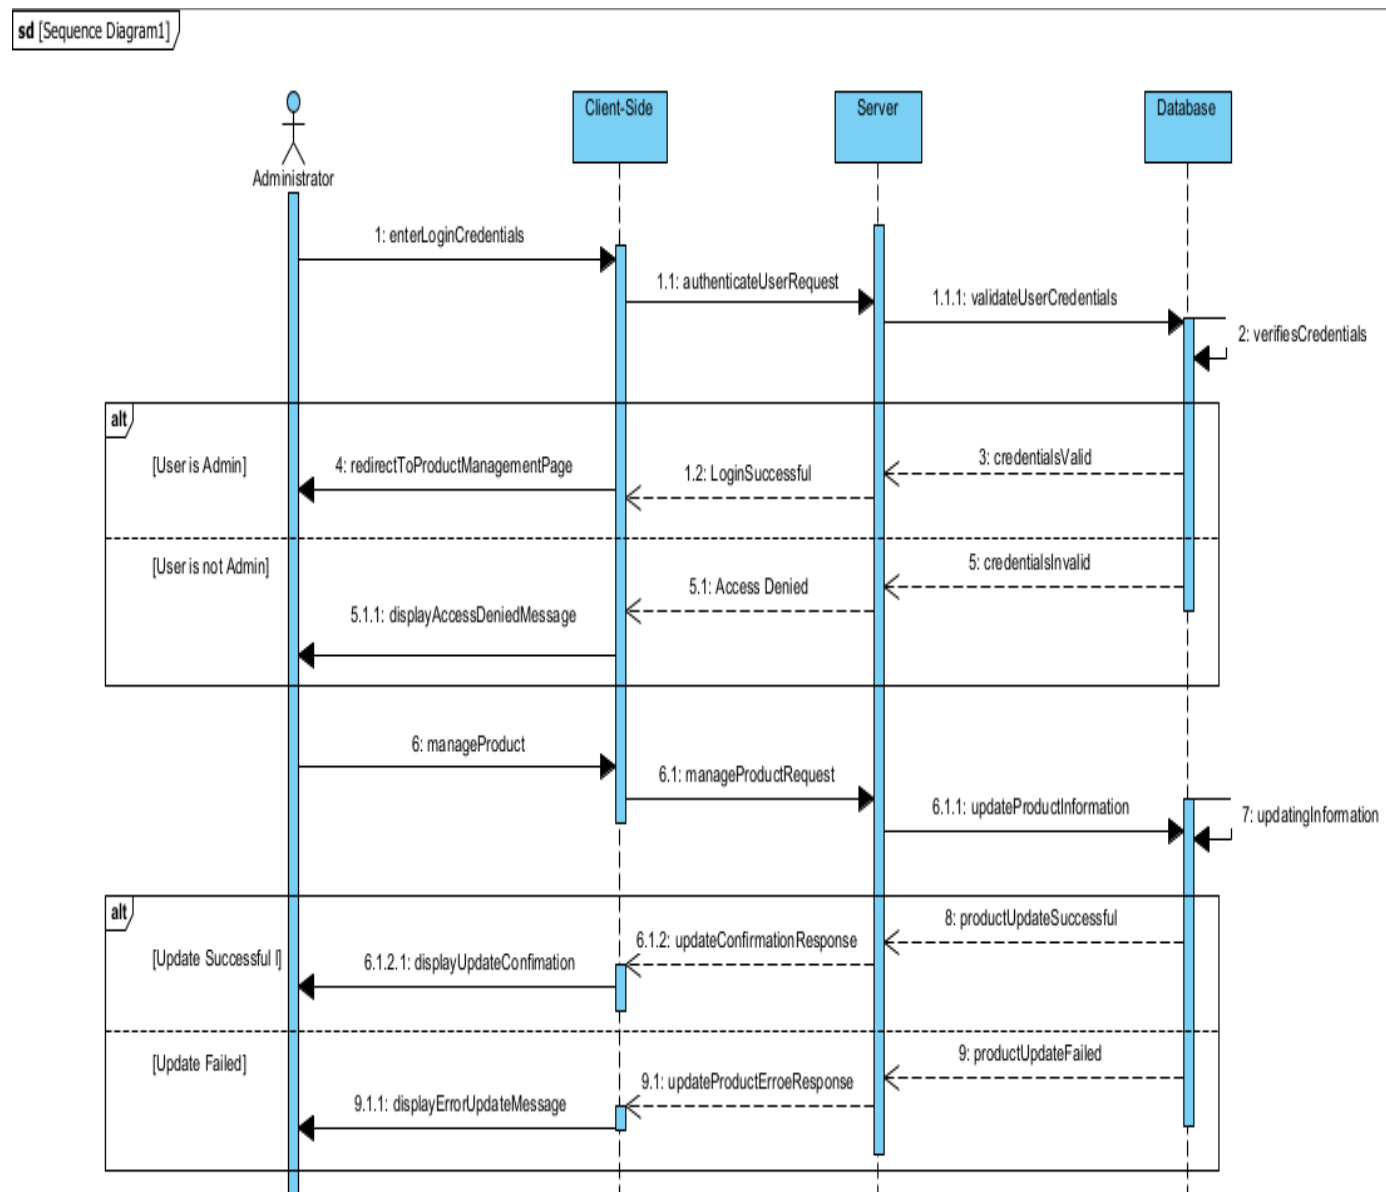 sd [Sequence Diagram1]
Administrator
Client-Side
Server
Database
1: enterLoginCredentials
1.1: authenticateUserRequest
1.1.1: validateUserCredentials
2: verifiesCredentials
alt
[User is Admin]
4: redirectToProductManagementPage
1.2: LoginSuccessful
3: credentialsValid
[User is not Admin]
5: credentialsInvalid
5.1: Access Denied
5.1.1: displayAccessDeniedMessage
6: manageProduct
6.1: manageProductRequest
6.1.1: updateProductInformation
7: updatingInformation
alt
[Update Successful l]
8: productUpdateSuccessful
6.1.2: updateConfirmationResponse
6.1.2.1: displayUpdateConfimation
[Update Failed]
9: productUpdateFailed
9.1: updateProductErroeResponse
9.1.1: displayErrorUpdateMessage